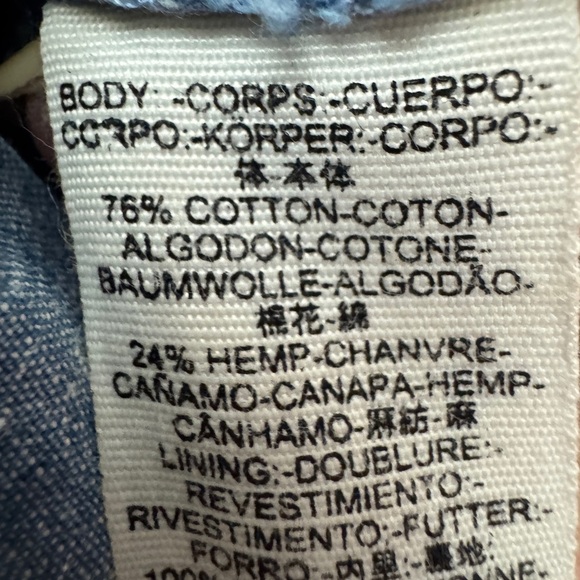 BODY: -CORPS:-CUERPO:-
CORPO:-KÖRPER:-CORPO:-
体-本体
76% COTTON-COTON-
ALGODON-COTONE-
BAUMWOLLE-ALGODÃO-
棉花-綿
24% HEMP-CHANVRE-
CAÑAMO-CANAPA-HEMP-
CÂNHAMO-麻紡-麻
LINING:-DOUBLURE:-
REVESTIMIENTO:-
RIVESTIMENTO:-FUTTER:-
FORRO:-内里:-裏地:
100%